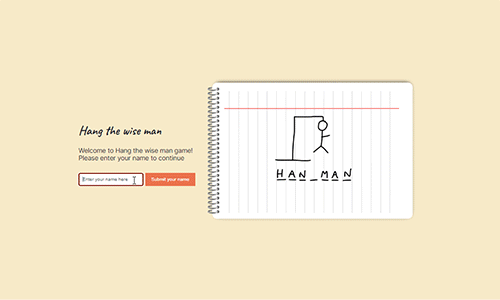 Hang the wise man
Welcome to Hang the wise man game!
Please enter your name to continue
Enter your name here
Submit your name
HAN_MAN